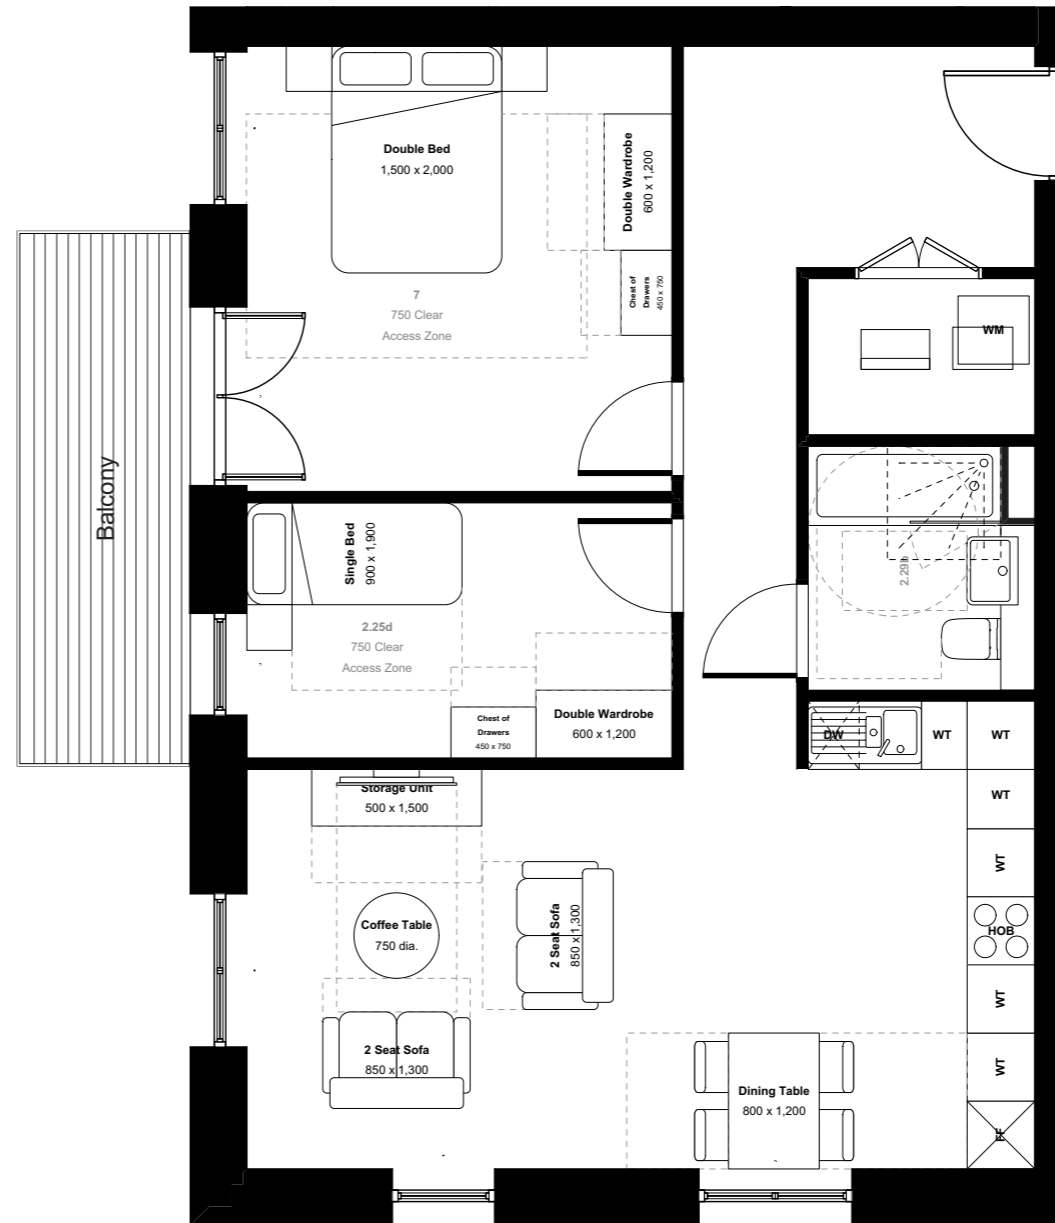 Double Bed
1,500 x 2,000
Double Wardrobe
600 x 1,200
Chest of
Drawers
450 x 750
7
750 Clear
Access Zone
WM
Balcony
Single Bed
900 x 1,900
2.25d
750 Clear
Access Zone
Chest of
Drawers
450 x 750
Double Wardrobe
600 x 1,200
2.29b
DW
WT
WT
WT
WT
HOB
WT
WT
FF
Storage Unit
500 x 1,500
Coffee Table
750 dia.
2 Seat Sofa
850 x 1,300
2 Seat Sofa
850 x 1,300
Dining Table
800 x 1,200